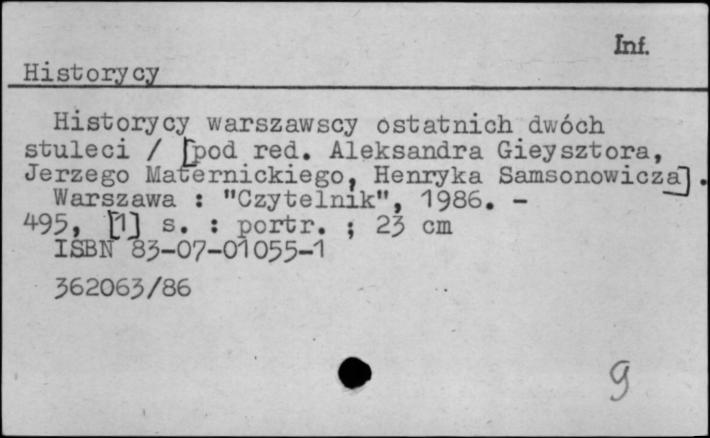 Inf.
Historycy
Historycy warszawscy ostatnich dwóch
stuleci / [pod red. Aleksandra Gieysztora,
Jerzego Maternickiego, Henryka Samsonowicza].
Warszawa : "Czytelnik", 1986. -
495, [1] s. : portr. ; 23 cm
ISBN 83-07-01055-1
362063/86
9